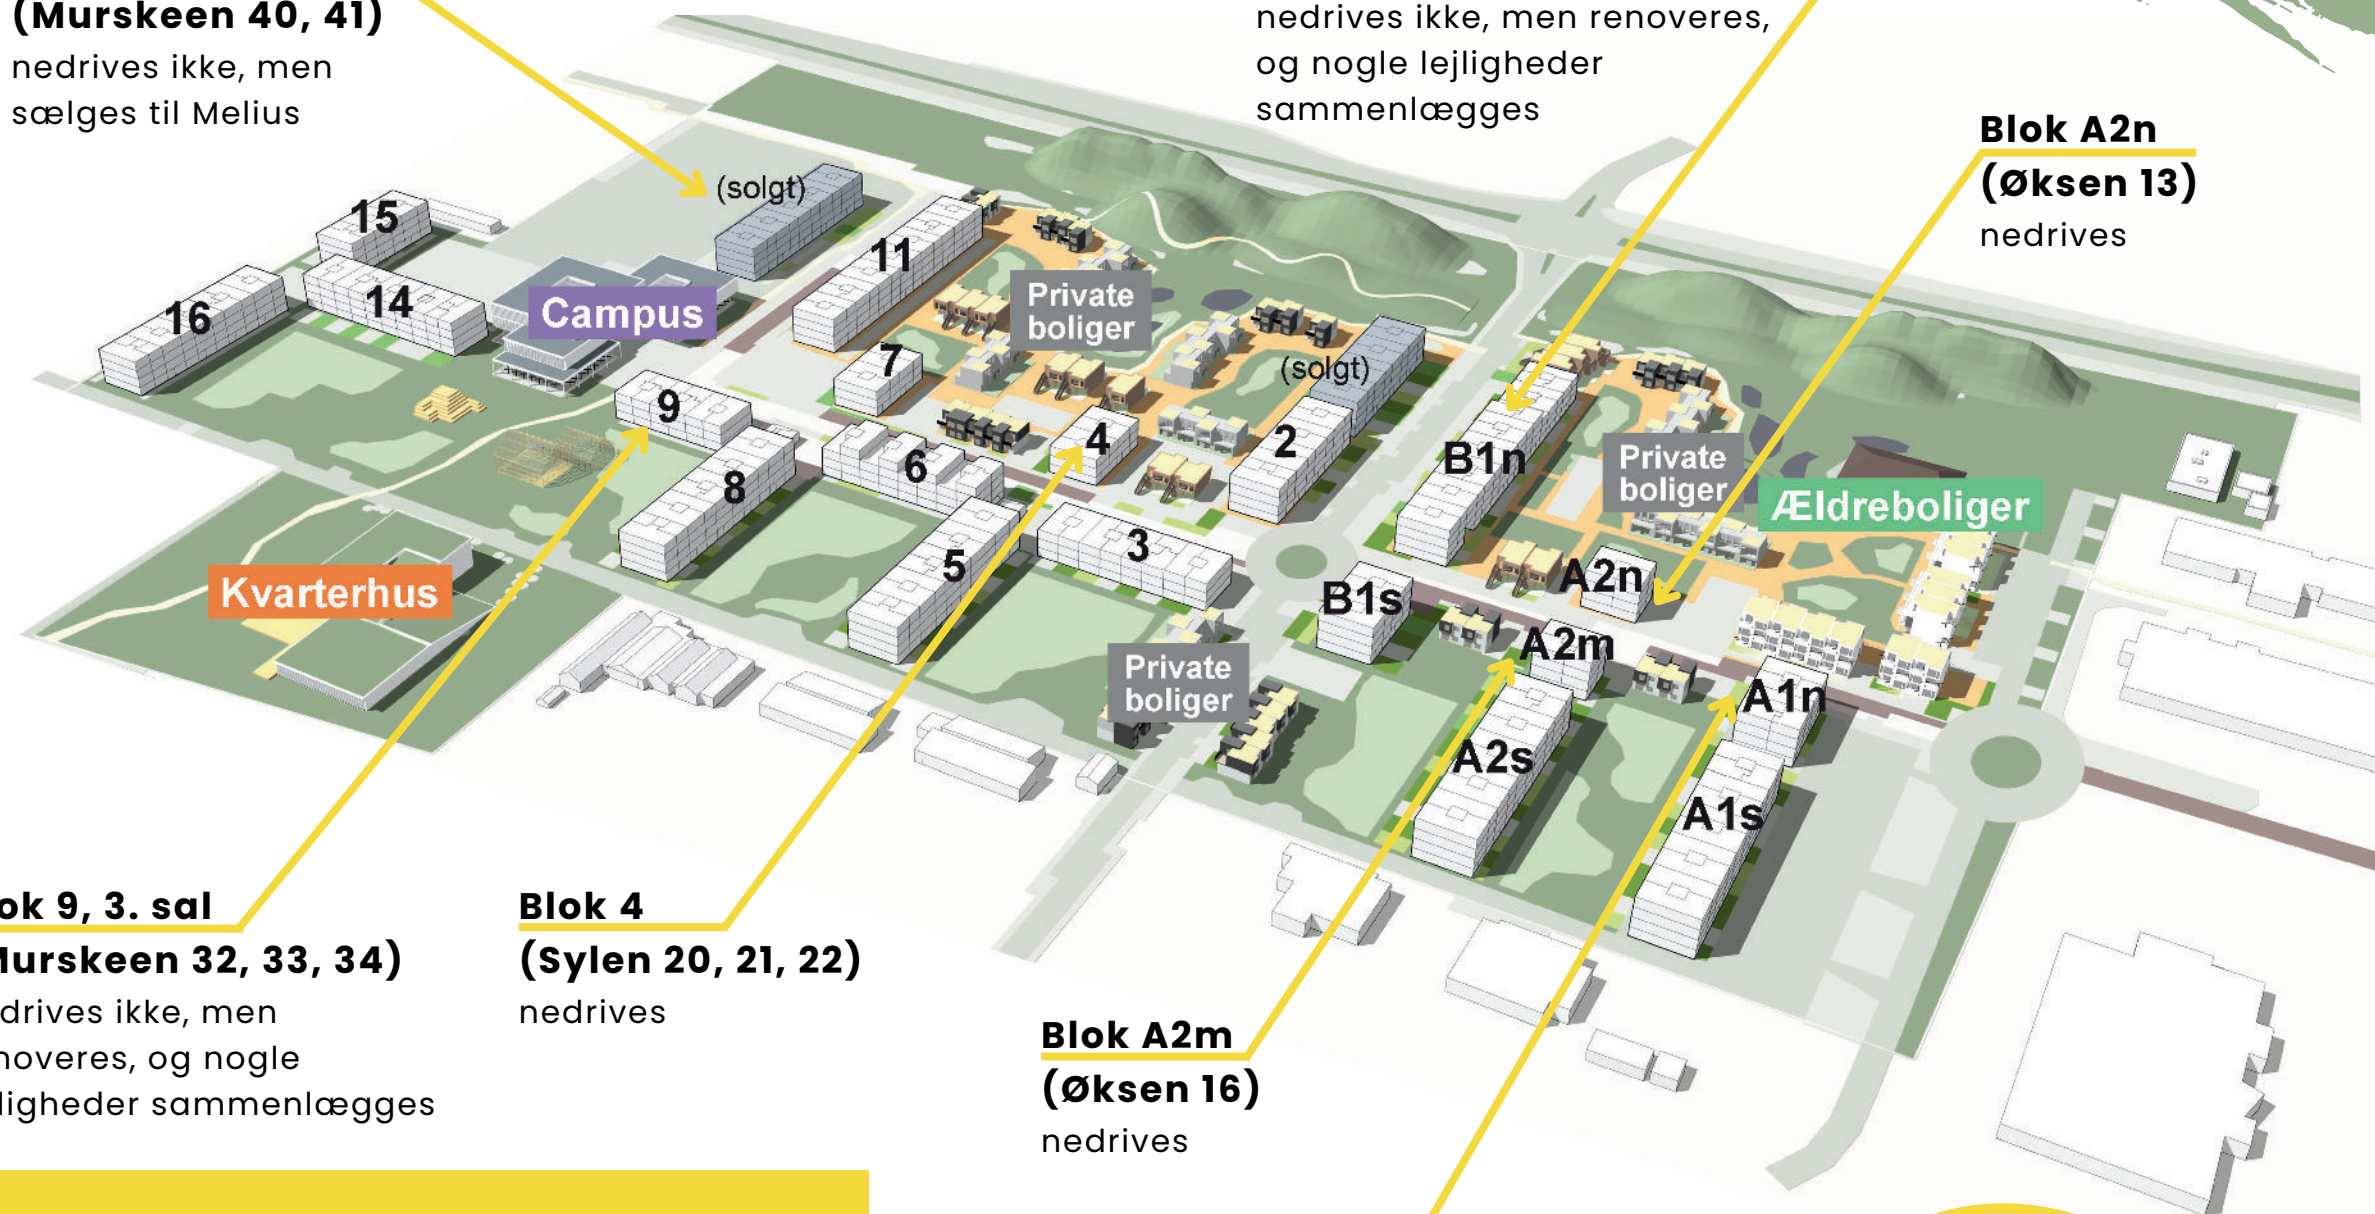 (Murskeen 40, 41)
nedrives ikke, men
sælges til Melius
nedrives ikke, men renoveres,
og nogle lejligheder
sammenlægges
Blok A2n
(Øksen 13)
nedrives
(solgt)
15
11
16
14
Campus
Private
boliger
7
(solgt)
9
4
2
6
8
B1n
Private
boliger
Ældreboliger
3
5
Kvarterhus
B1s
A2n
A2m
Private
boliger
A1n
A2s
A1s
ok 9, 3. sal
Murskeen 32, 33, 34)
drives ikke, men
noveres, og nogle
ligheder sammenlægges
Blok 4
(Sylen 20, 21, 22)
nedrives
Blok A2m
(Øksen 16)
nedrives